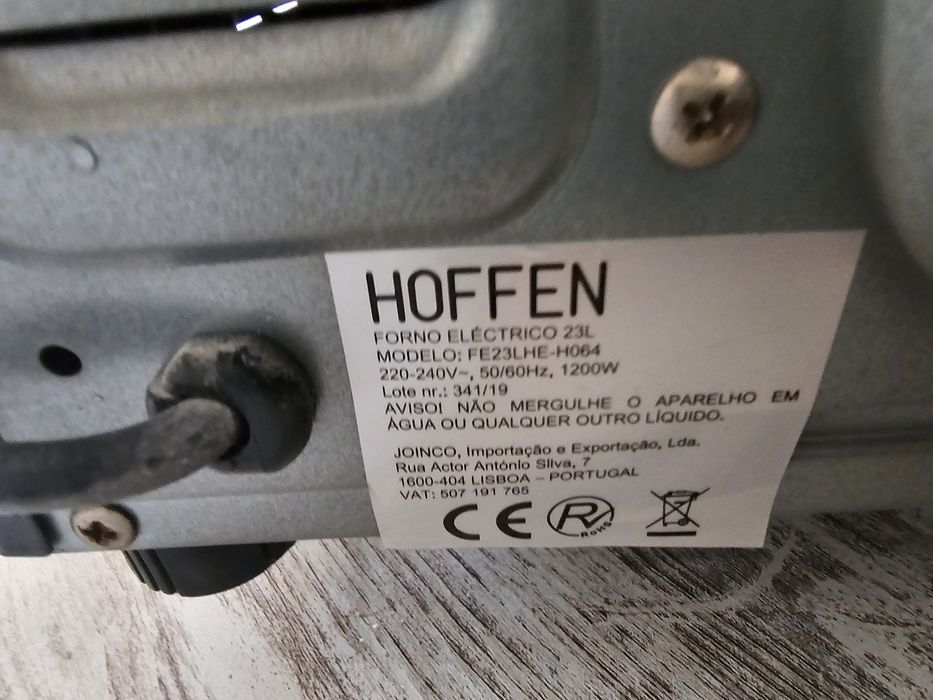 HOFFEN
FORNO ELÉCTRICO 23L
MODELO: FE23LHE-H064
220-240V~, 50/60Hz, 1200W
Lote nr.: 341/19
AVISO! NÃO MERGULHE O APARELHO EM
ÁGUA OU QUALQUER OUTRO LÍQUIDO.
JOINCO, Importação e Exportação, Lda.
Rua Actor António Silva, 7
1600-404 LISBOA – PORTUGAL
VAT: 507 191 765
CE R RoHS